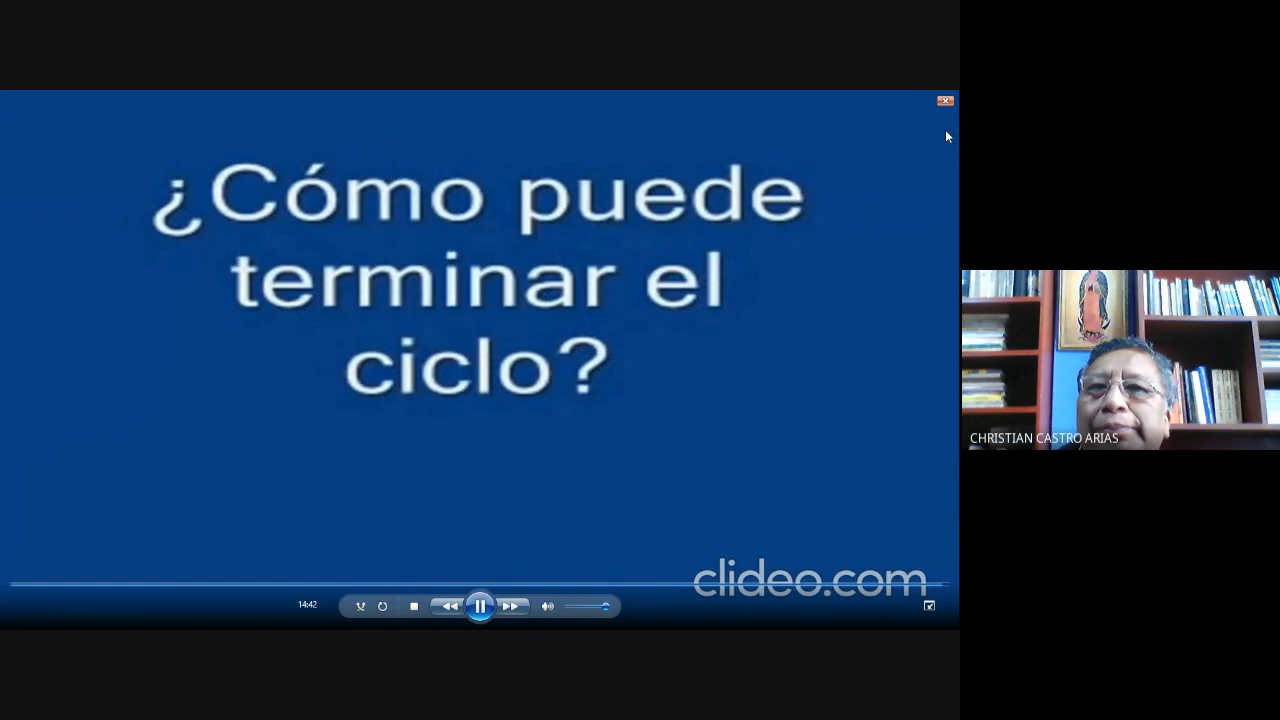 ¿Cómo puede
terminar el
ciclo?
clideo.com
14:42
CHRISTIAN CASTRO ARIAS